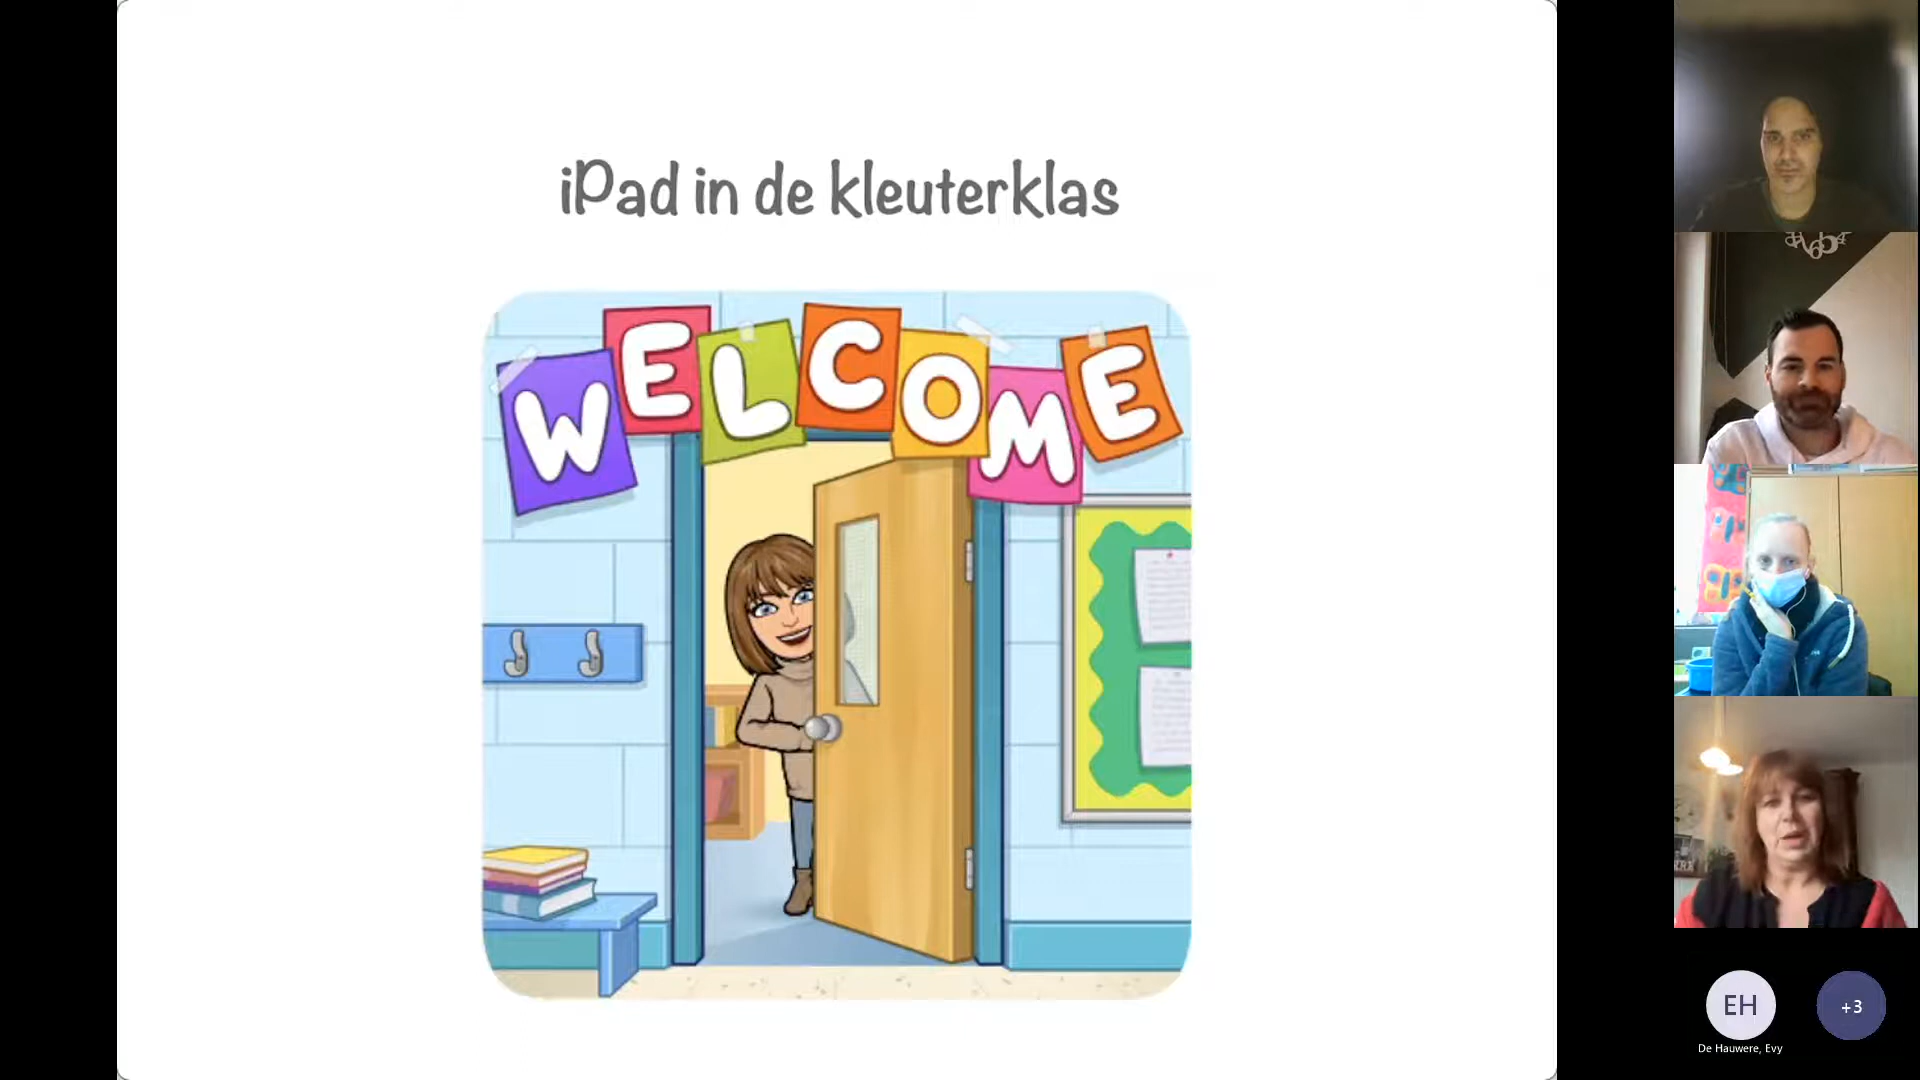 iPad in de kleuterklas
WELCOME
EH
+3
De Hauwere, Evy